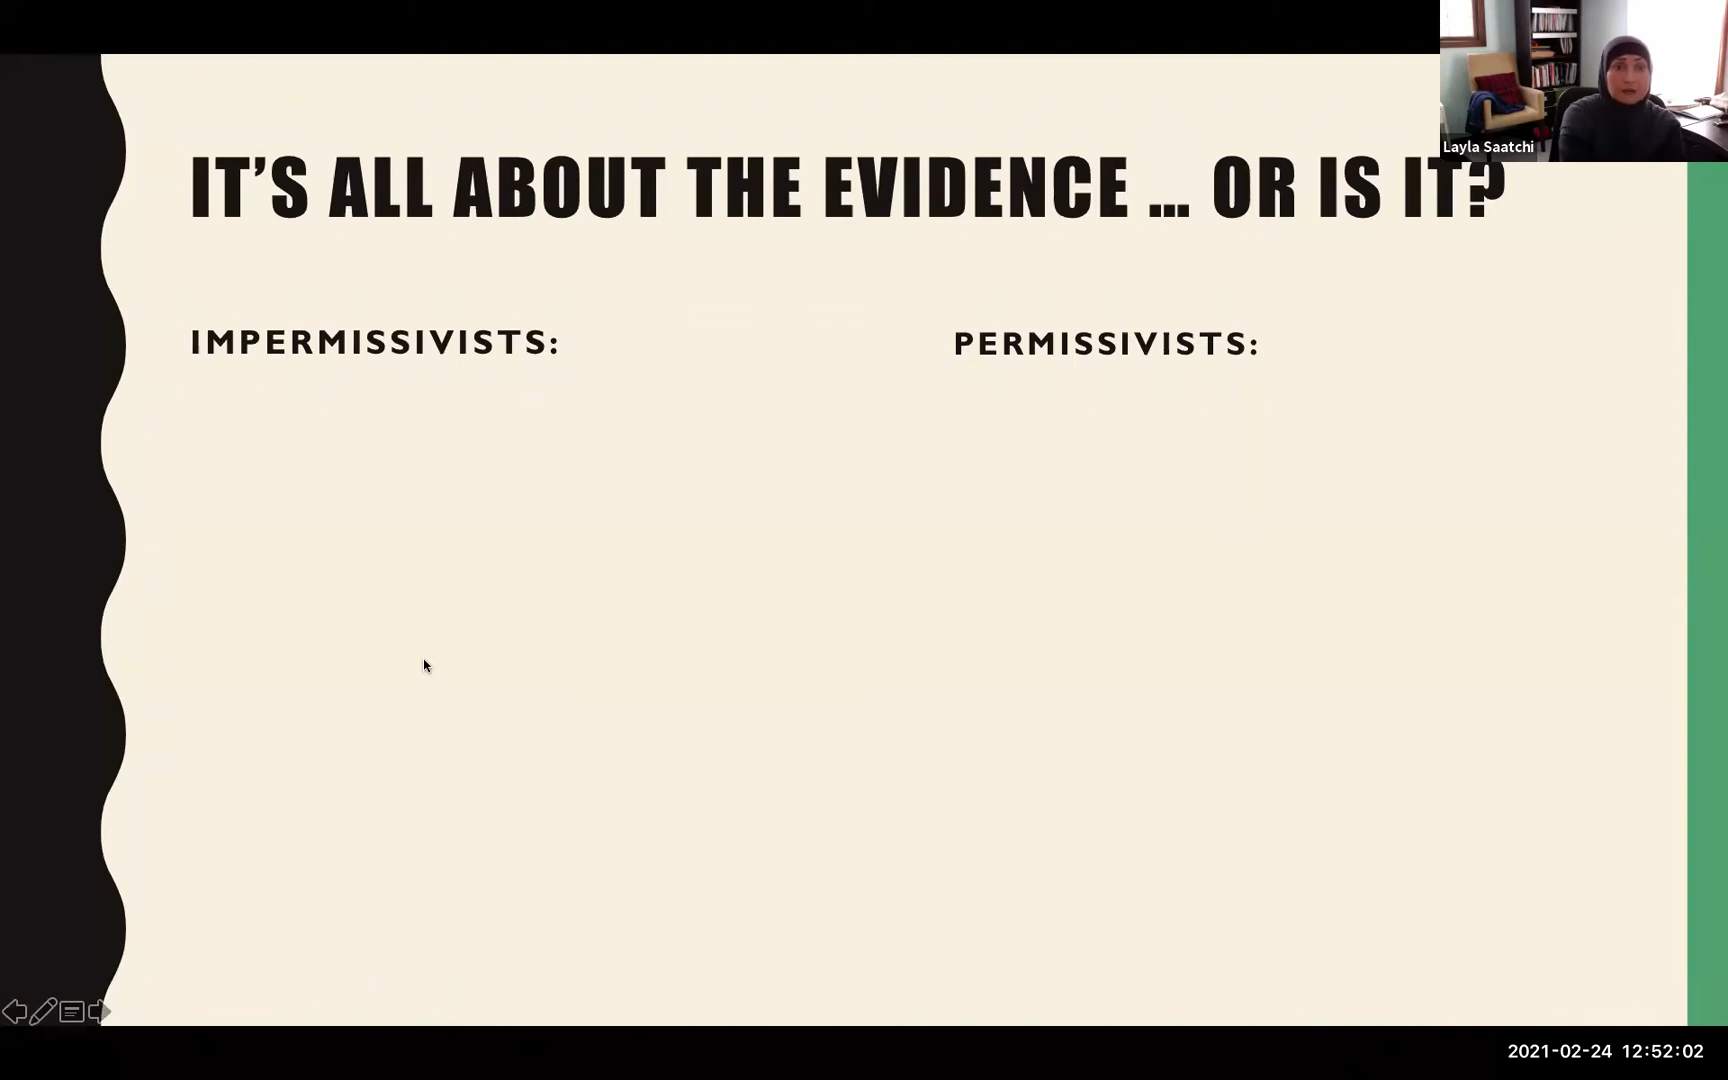 Layla Saatchi
IT’S ALL ABOUT THE EVIDENCE … OR IS IT?
IMPERMISSIVISTS:
PERMISSIVISTS:
2021-02-24 12:52:02